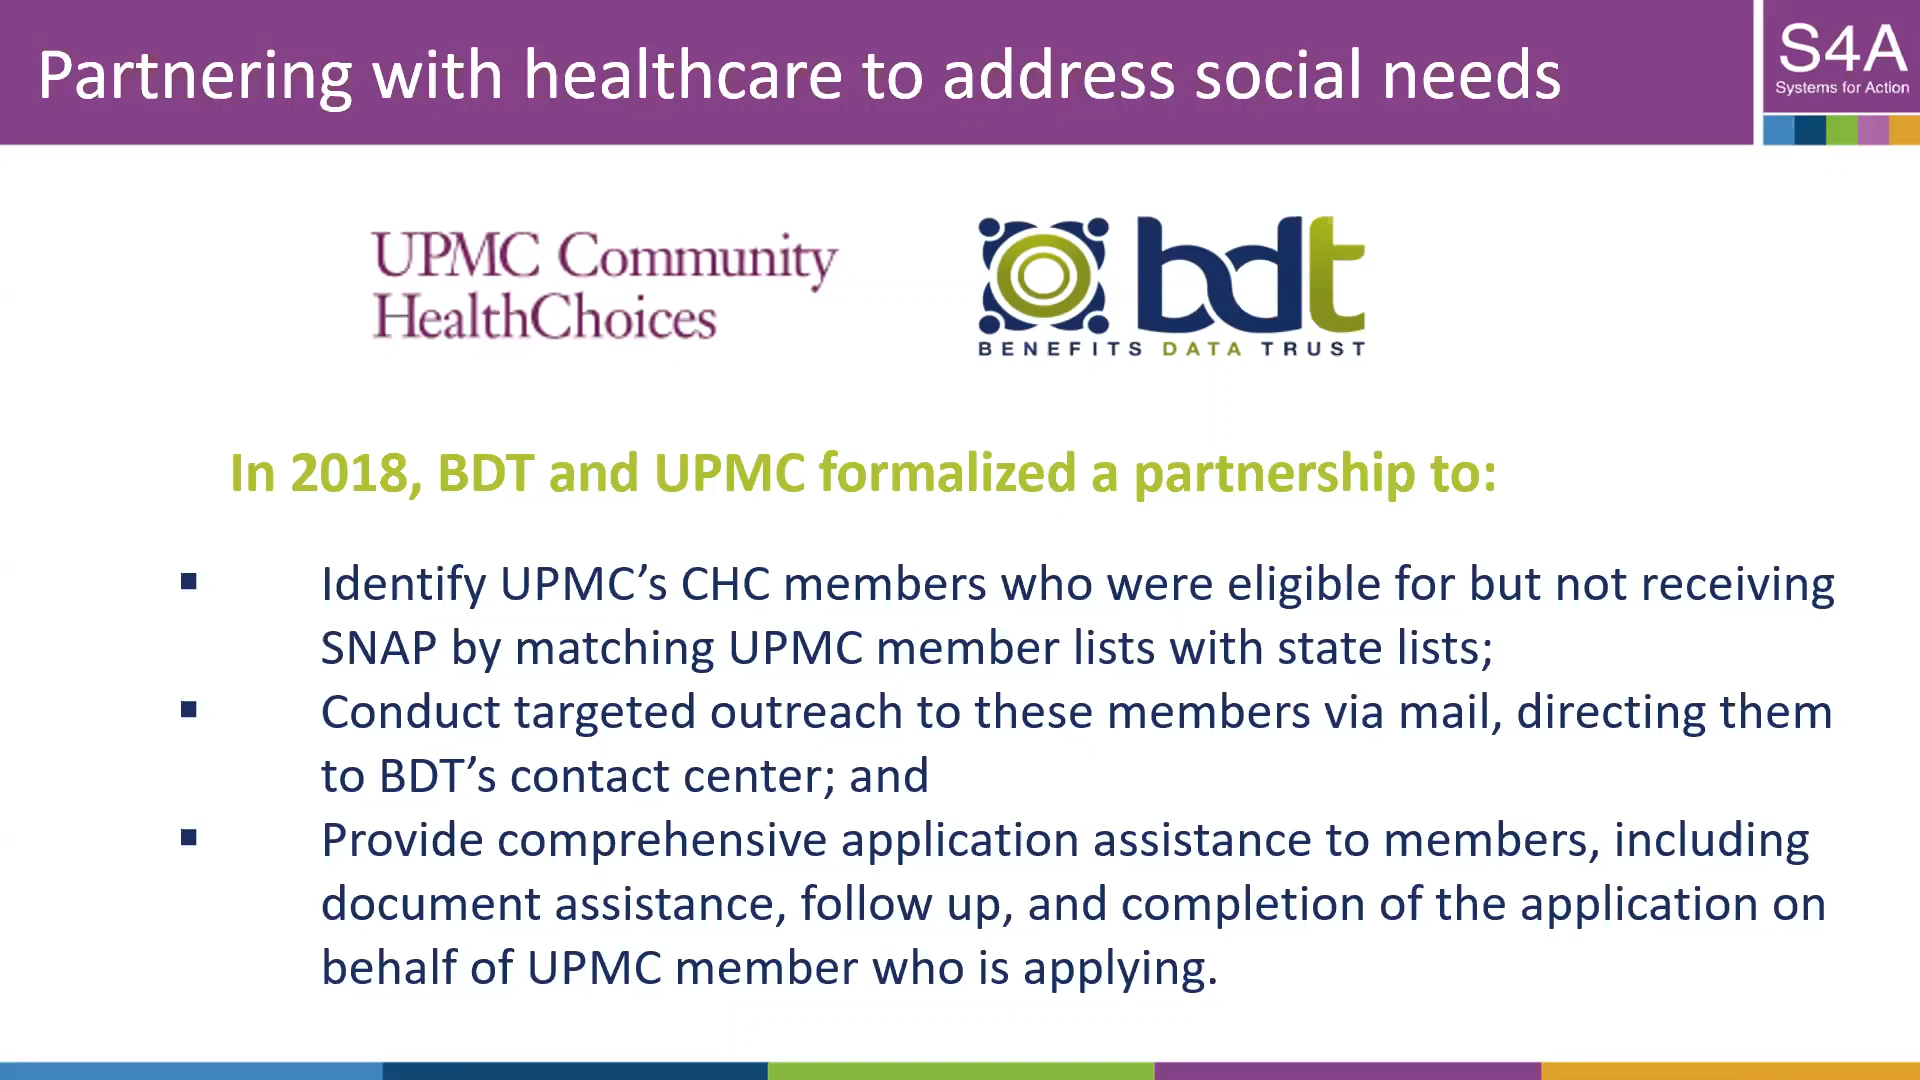 Partnering with healthcare to address social needs
S4A
Systems for Action
UPMC Community
HealthChoices
bdt
BENEFITS DATA TRUST
In 2018, BDT and UPMC formalized a partnership to:
▪ Identify UPMC’s CHC members who were eligible for but not receiving
SNAP by matching UPMC member lists with state lists;
▪ Conduct targeted outreach to these members via mail, directing them
to BDT’s contact center; and
▪ Provide comprehensive application assistance to members, including
document assistance, follow up, and completion of the application on
behalf of UPMC member who is applying.